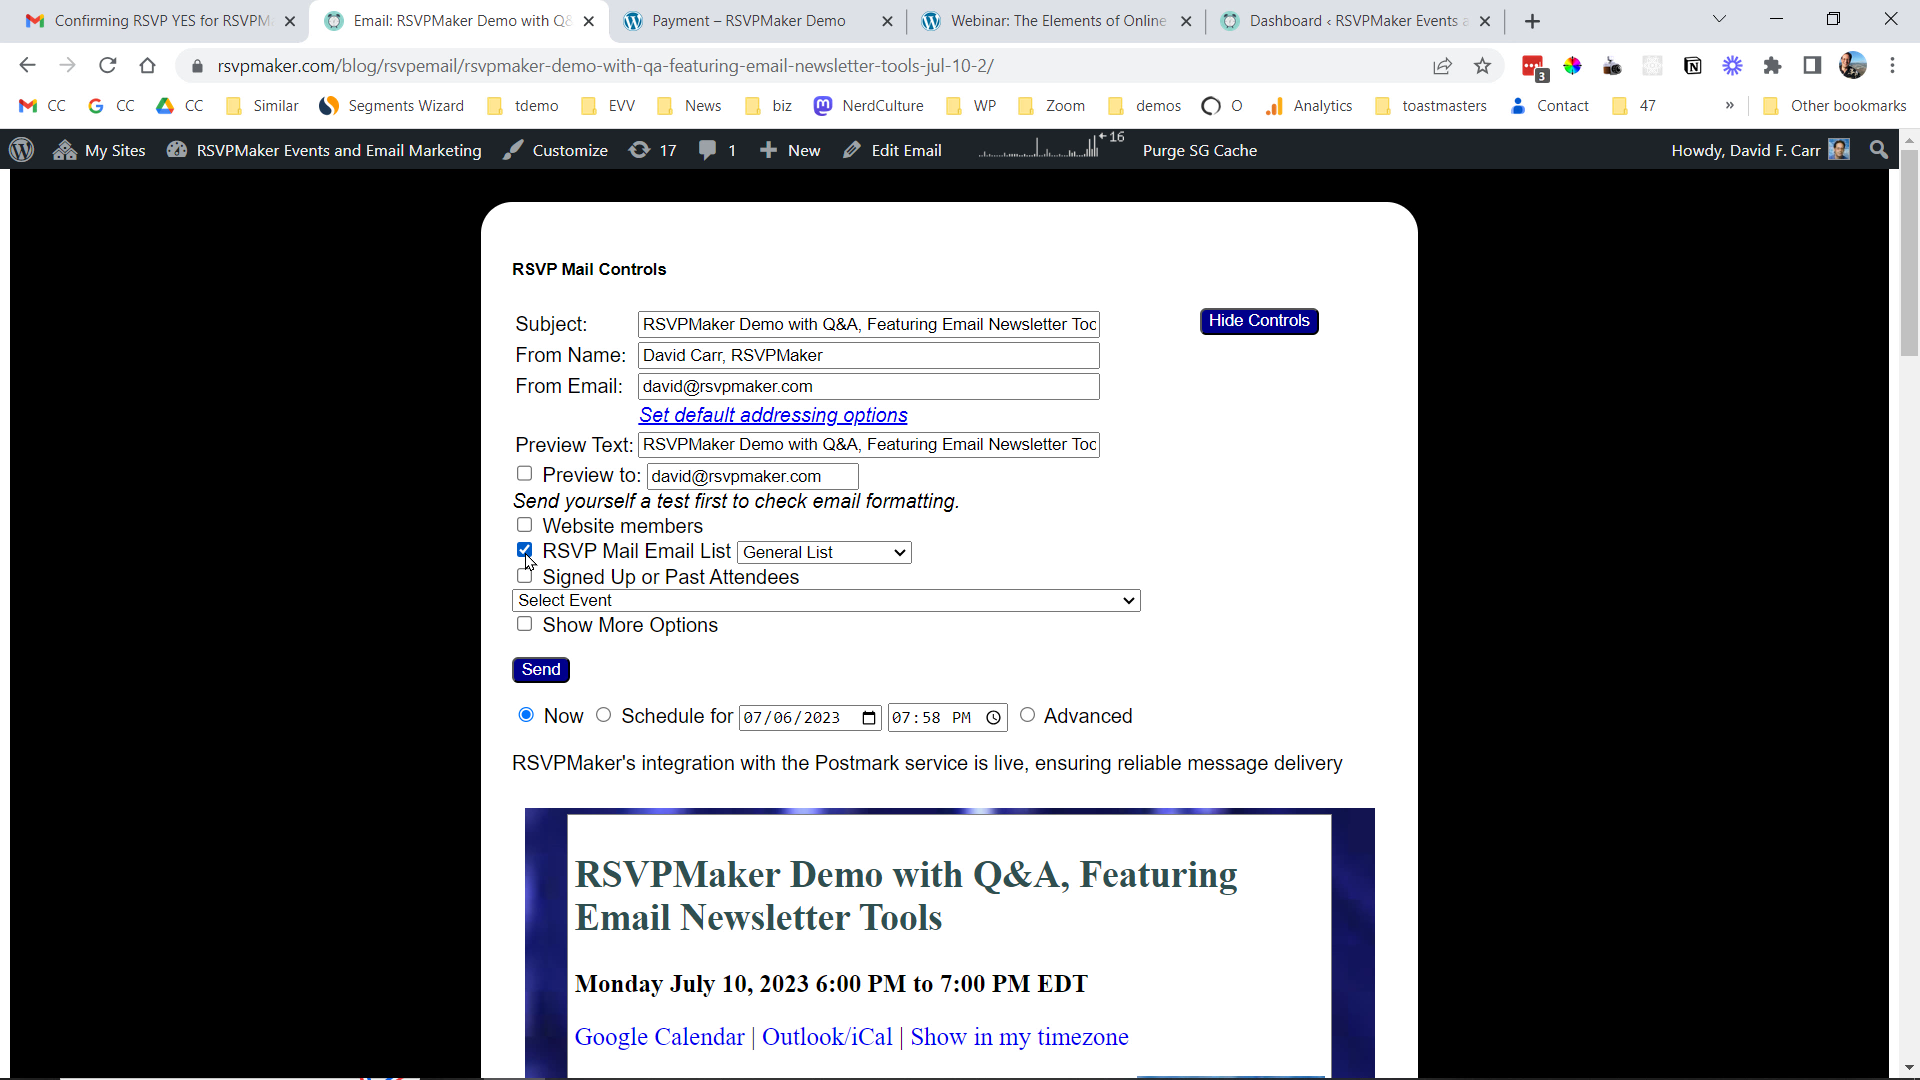 Confirming RSVP YES for RSVPM
Email: RSVPMaker Demo with Q&
Payment – RSVPMaker Demo
Webinar: The Elements of Online
Dashboard ‹ RSVPMaker Events a
rsvpmaker.com/blog/rsvpemail/rsvpmaker-demo-with-qa-featuring-email-newsletter-tools-jul-10-2/
3
CC CC CC Similar Segments Wizard tdemo EVV News biz NerdCulture WP Zoom demos O Analytics toastmasters Contact 47 » Other bookmarks
My Sites RSVPMaker Events and Email Marketing Customize 17 1 New Edit Email 16 Purge SG Cache Howdy, David F. Carr
RSVP Mail Controls
Subject: RSVPMaker Demo with Q&A, Featuring Email Newsletter Too Hide Controls
From Name: David Carr, RSVPMaker
From Email: david@rsvpmaker.com
Set default addressing options
Preview Text: RSVPMaker Demo with Q&A, Featuring Email Newsletter Too
Preview to: david@rsvpmaker.com
Send yourself a test first to check email formatting.
Website members
RSVP Mail Email List General List
Signed Up or Past Attendees
Select Event
Show More Options
Send
Now Schedule for 07/06/2023 07:58 PM Advanced
RSVPMaker's integration with the Postmark service is live, ensuring reliable message delivery
RSVPMaker Demo with Q&A, Featuring
Email Newsletter Tools
Monday July 10, 2023 6:00 PM to 7:00 PM EDT
Google Calendar | Outlook/iCal | Show in my timezone